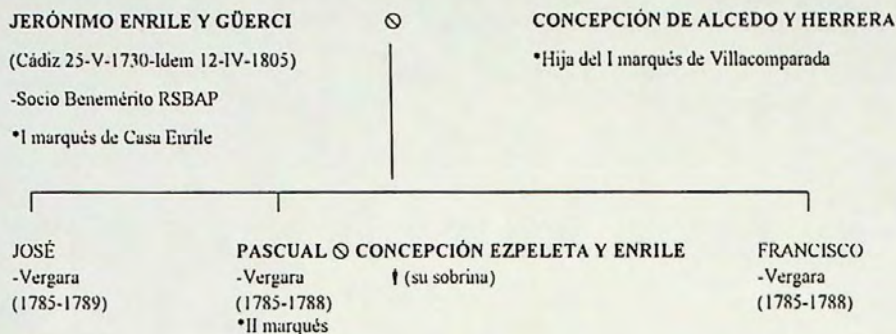 JERÓNIMO ENRILE Y GÜERCI
(Cádiz 25-V-1730-Idem 12-IV-1805)
-Socio Benemérito RSBAP
*I marqués de Casa Enrile
CONCEPCIÓN DE ALCEDO Y HERRERA
*Hija del I marqués de Villacomparada
JOSÉ
-Vergara
(1785-1789)
PASCUAL ⦸ CONCEPCIÓN EZPELETA Y ENRILE
-Vergara (su sobrina)
(1785-1788)
*II marqués
FRANCISCO
-Vergara
(1785-1788)